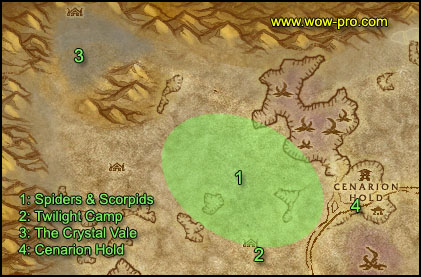 www.wow-pro.com
3
1
CENARION
HOLD
4
1: Spiders & Scorpids
2: Twilight Camp
3: The Crystal Vale
4: Cenarion Hold
2